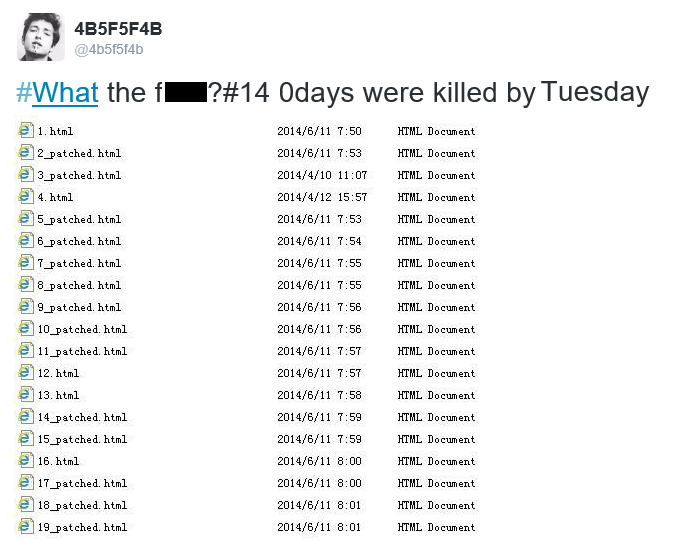 4B5F5F4B
@4b5f5f4b
#What the f?#14 0days were killed by Tuesday
1.html 2014/6/11 7:50 HTML Document
2_patched.html 2014/6/11 7:53 HTML Document
3_patched.html 2014/4/10 11:07 HTML Document
4.html 2014/4/12 15:57 HTML Document
5_patched.html 2014/6/11 7:53 HTML Document
6_patched.html 2014/6/11 7:54 HTML Document
7_patched.html 2014/6/11 7:55 HTML Document
8_patched.html 2014/6/11 7:55 HTML Document
9_patched.html 2014/6/11 7:56 HTML Document
10_patched.html 2014/6/11 7:56 HTML Document
11_patched.html 2014/6/11 7:57 HTML Document
12.html 2014/6/11 7:57 HTML Document
13.html 2014/6/11 7:58 HTML Document
14_patched.html 2014/6/11 7:59 HTML Document
15_patched.html 2014/6/11 7:59 HTML Document
16.html 2014/6/11 8:00 HTML Document
17_patched.html 2014/6/11 8:00 HTML Document
18_patched.html 2014/6/11 8:01 HTML Document
19_patched.html 2014/6/11 8:01 HTML Document